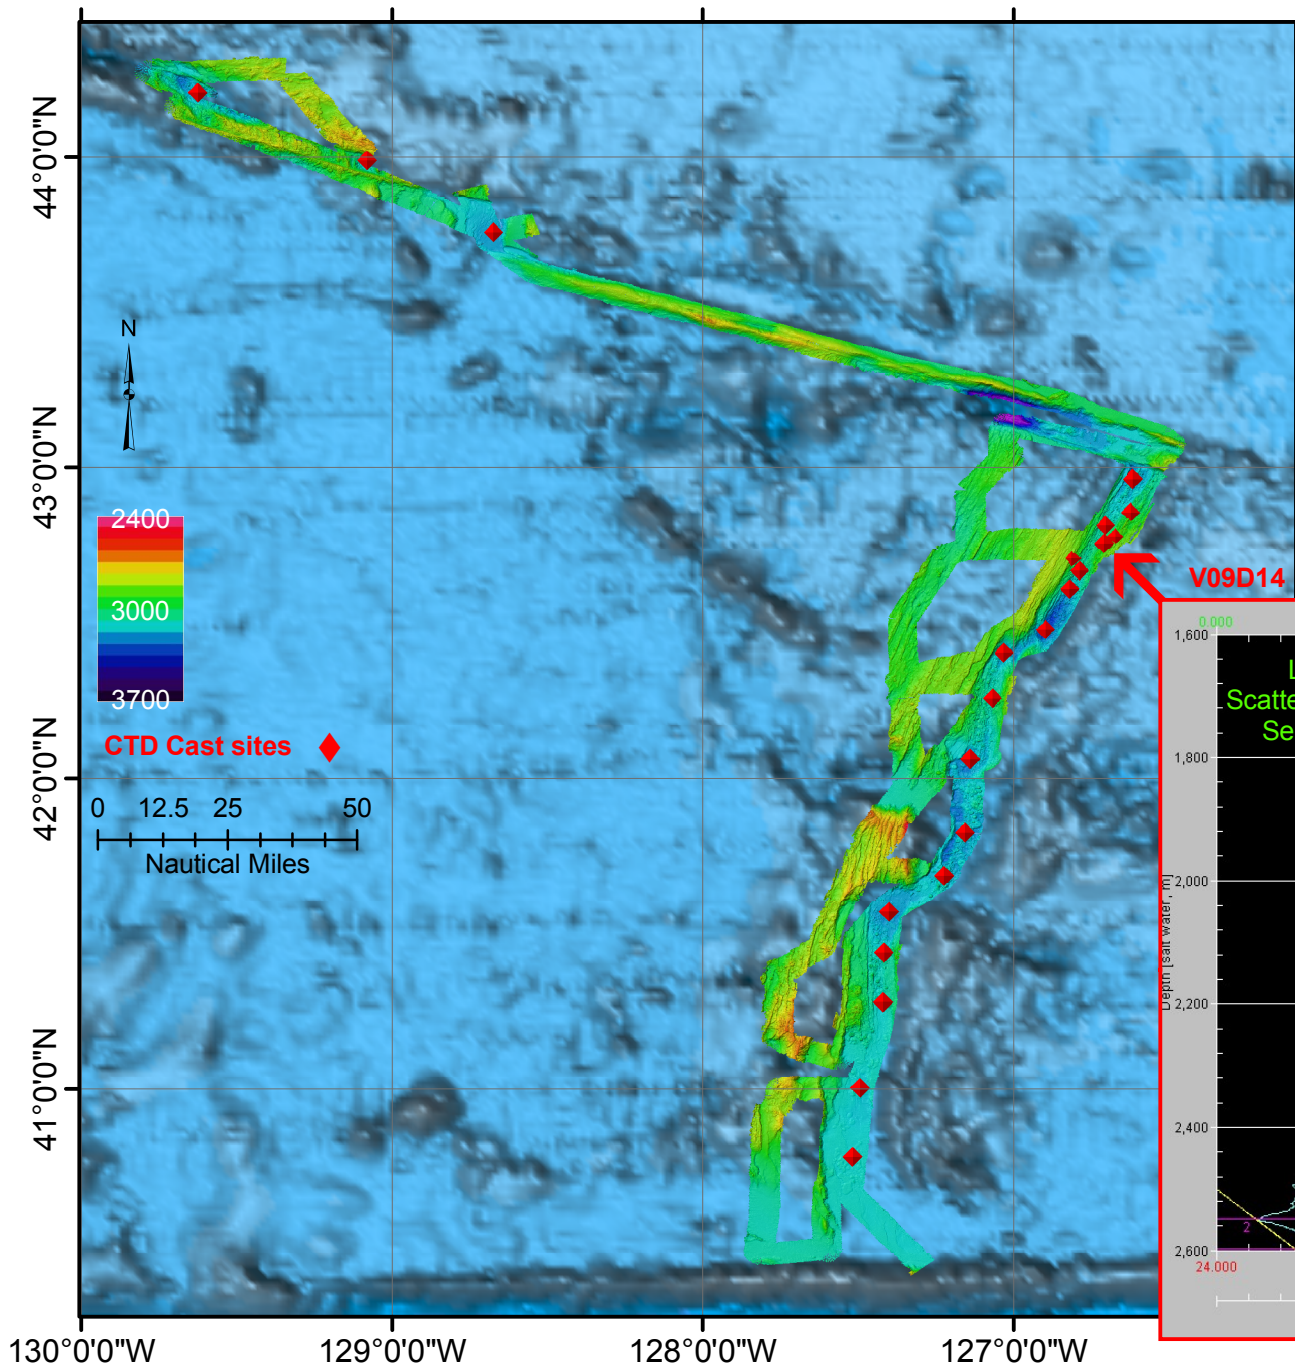 44°0'0"N
N
43°0'0"N
2400
3000
3700
V09D14
0.000
1,600
L
Scatte
Se
CTD Cast sites
1,800
42°0'0"N
0 12.5 25 50
Nautical Miles
2,000
Depth [salt water, m]
2,200
41°0'0"N
2,400
2
2,600
24.000
130°0'0"W 129°0'0"W 128°0'0"W 127°0'0"W